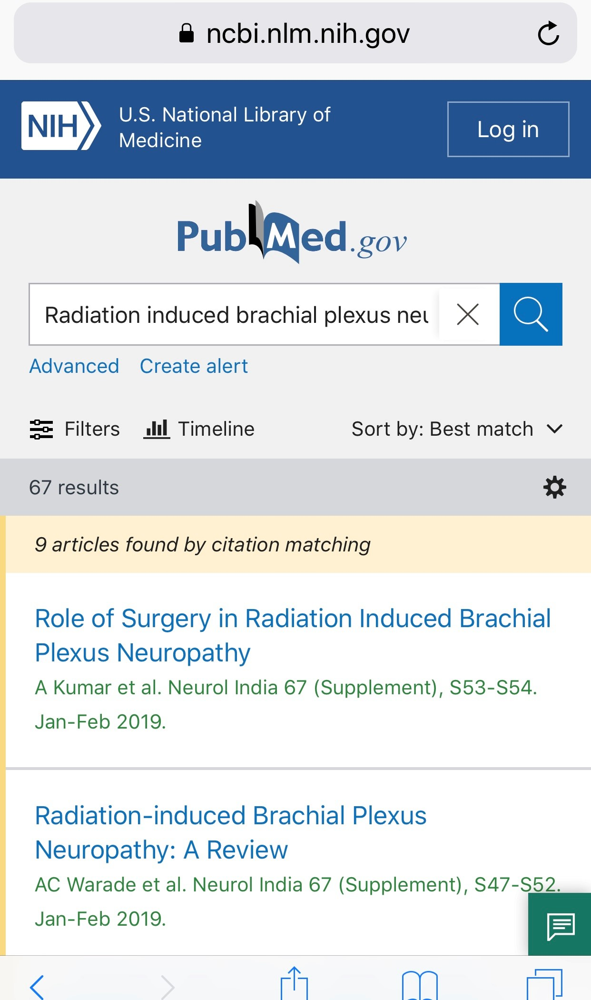 ncbi.nlm.nih.gov
NIH
U.S. National Library of
Medicine
Log in
PubMed.gov
Radiation induced brachial plexus
Advanced Create alert
Filters Timeline Sort by: Best match
67 results
9 articles found by citation matching
Role of Surgery in Radiation Induced Brachial
Plexus Neuropathy
A Kumar et al. Neurol India 67 (Supplement), S53-S54.
Jan-Feb 2019.
Radiation-induced Brachial Plexus
Neuropathy: A Review
AC Warade et al. Neurol India 67 (Supplement), S47-S52.
Jan-Feb 2019.